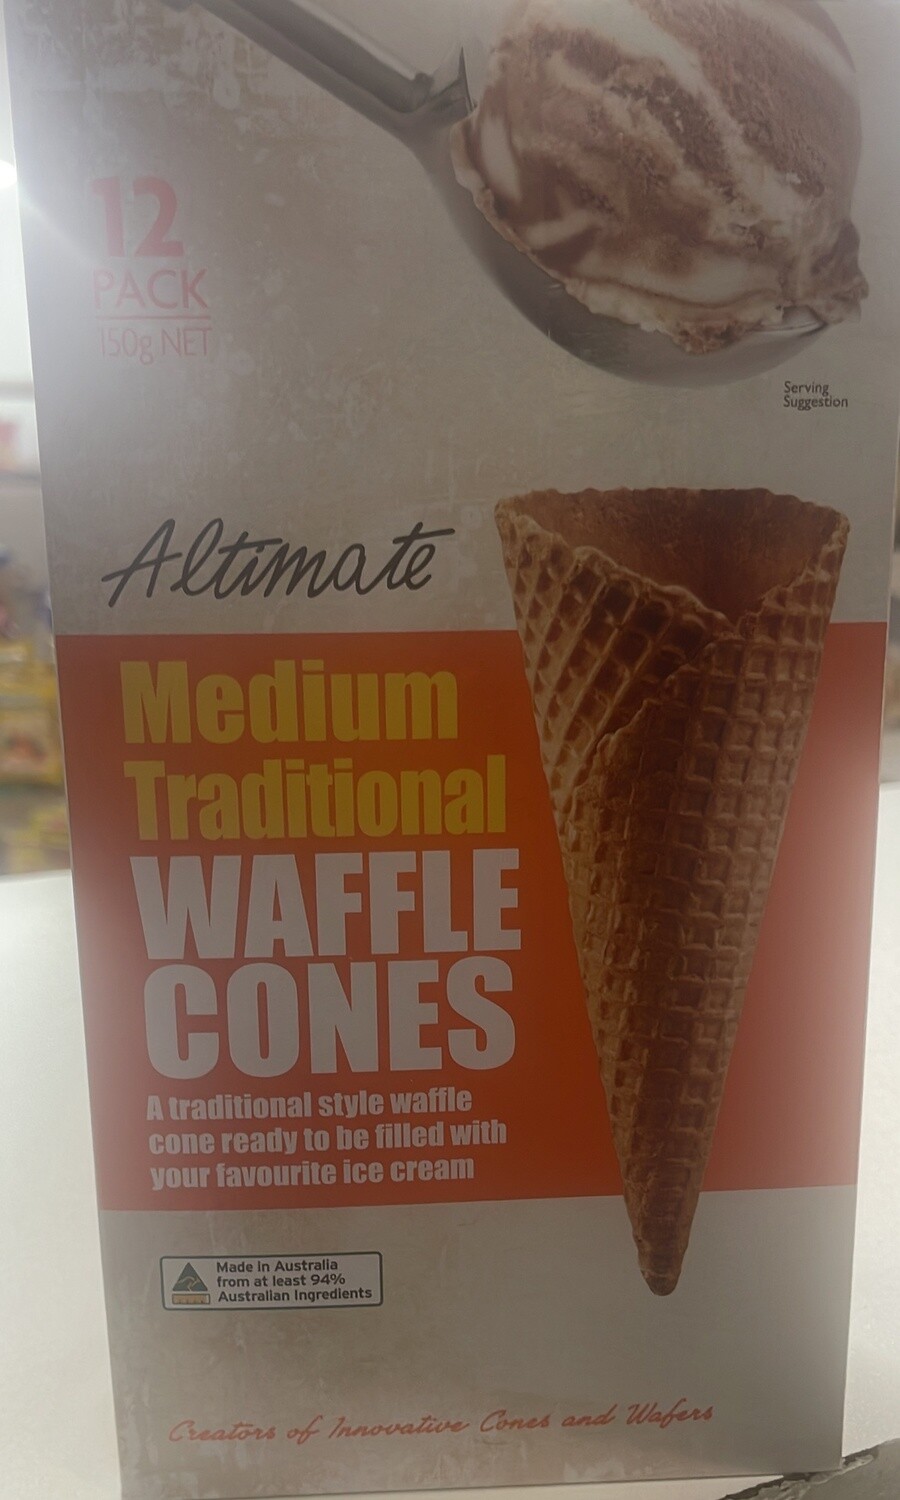 12
PACK
150g NET
Serving
Suggestion
Altimate
Medium
Traditional
WAFFLE
CONES
A traditional style waffle
cone ready to be filled with
your favourite ice cream
Made in Australia
from at least 94%
Australian Ingredients
Creators of Innovative Cones and Wafers